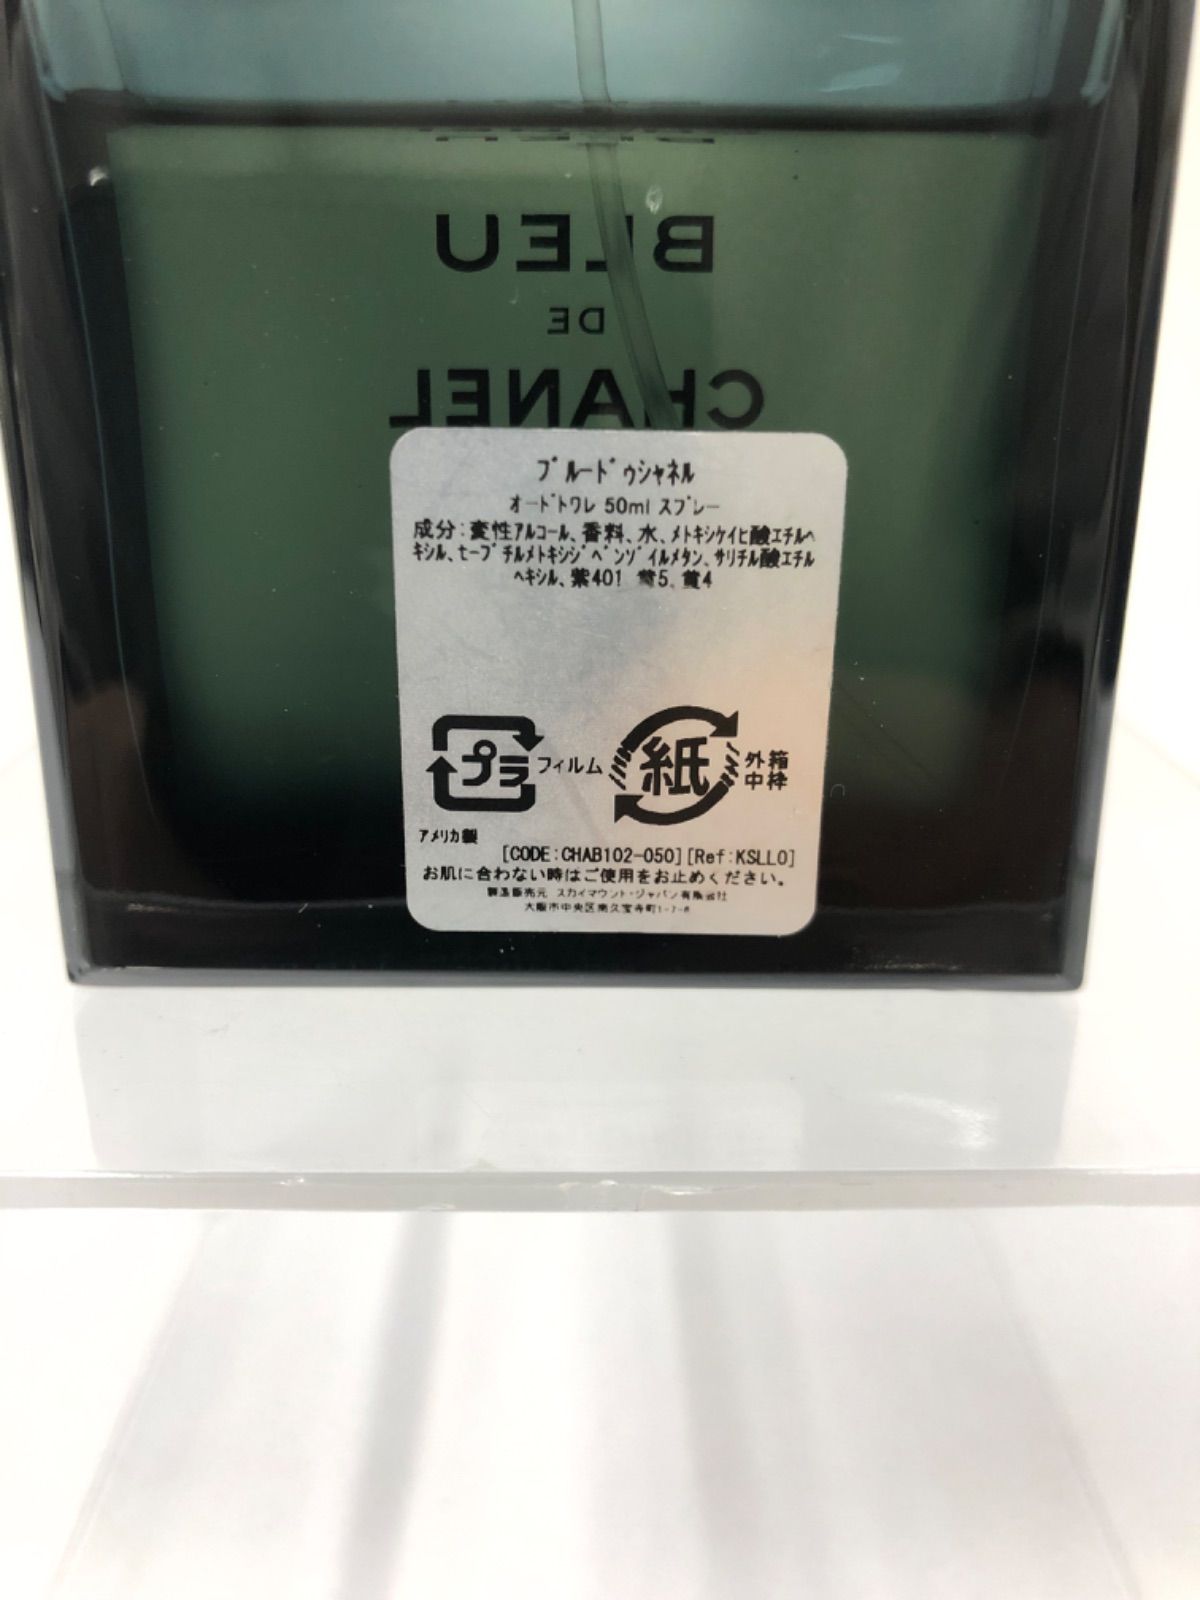 BLEU
DE
CHANEL
ブルードゥシャネル
オードトワレ 50ml スプレー
成分:変性アルコール、香料、水、メトキシケイヒ酸エチルヘ
キシル、t-ブチルメトキシジベンゾイルメタン、サリチル酸エチル
ヘキシル、紫401 黄5、黄4
プラ フィルム 紙 外箱
中枠
アメリカ製
[CODE:CHAB102-050][Ref:KSLL0]
お肌に合わない時はご使用をお止めください。
製造販売元 スカイマウント・ジャパン有限会社
大阪市中央区南久宝寺町1-7-8